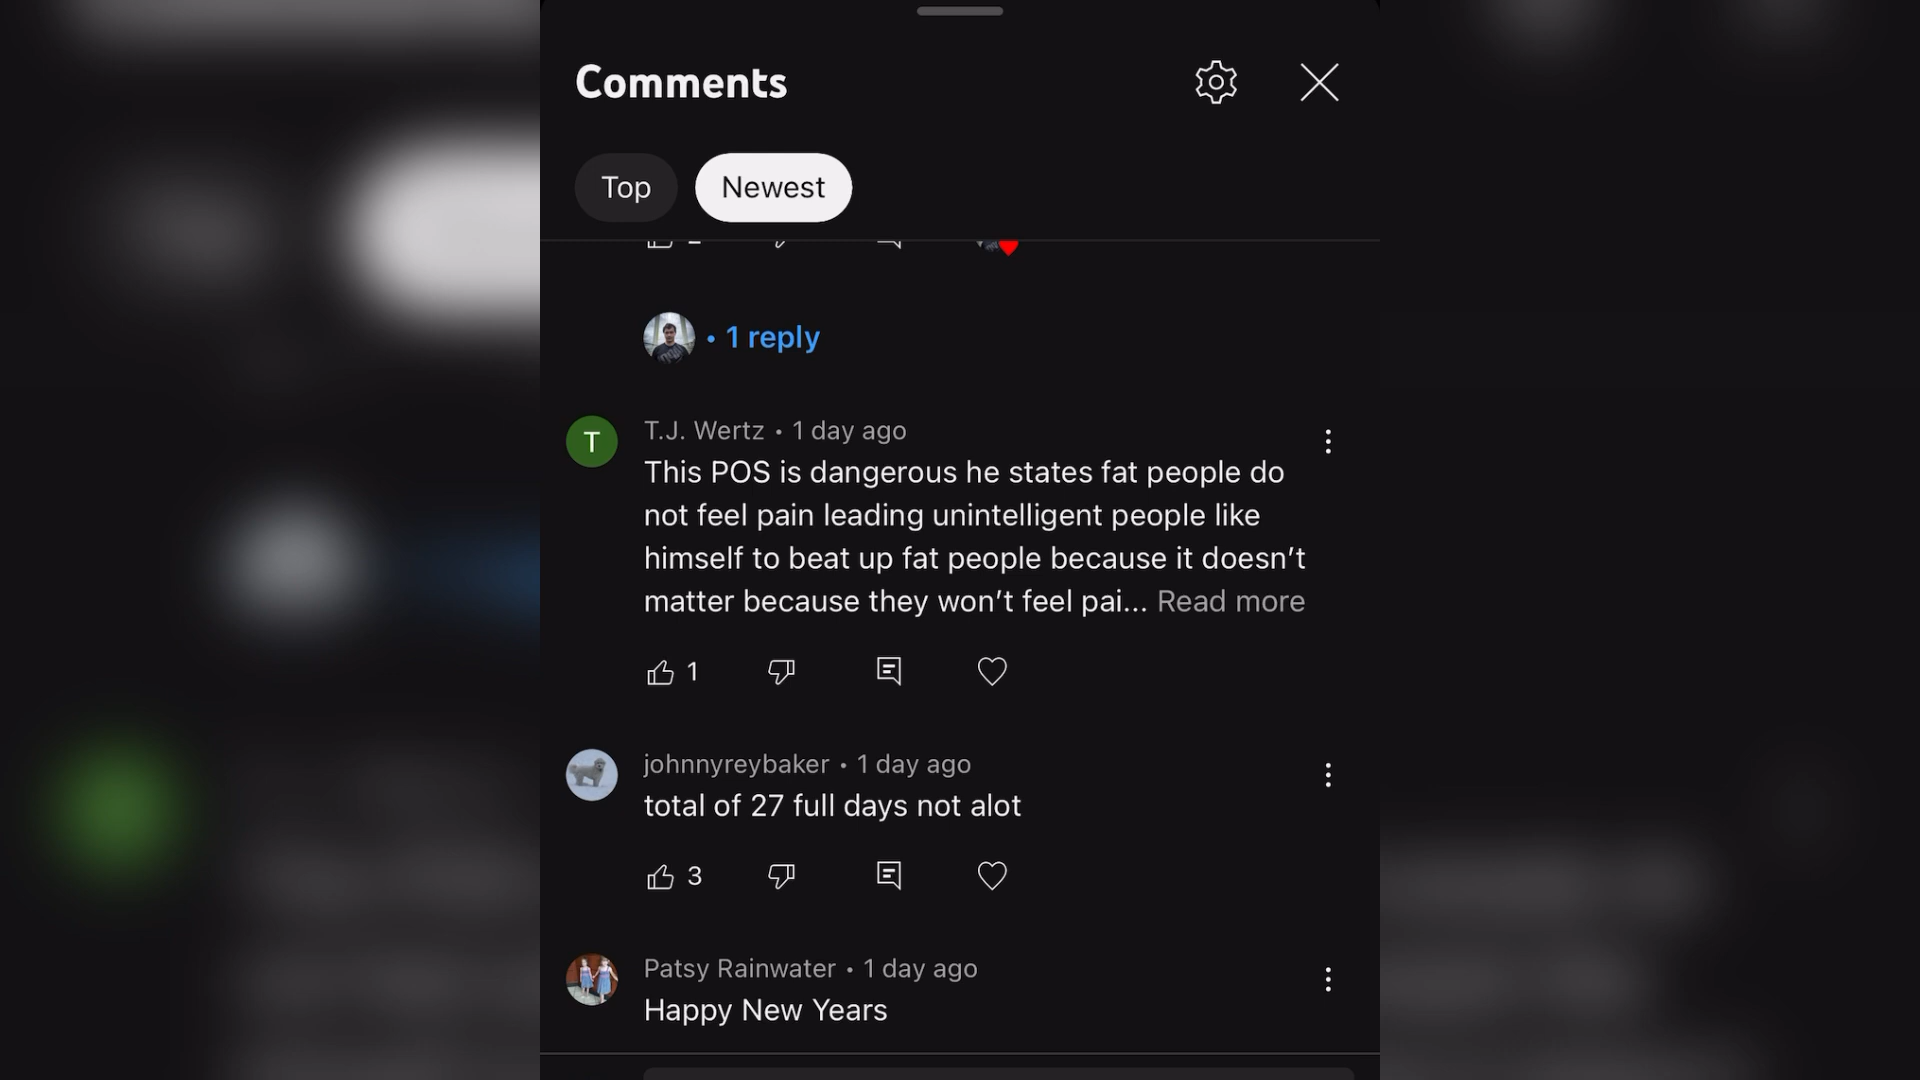 Comments
Top
Newest
• 1 reply
T
T.J. Wertz • 1 day ago
This POS is dangerous he states fat people do
not feel pain leading unintelligent people like
himself to beat up fat people because it doesn’t
matter because they won’t feel pai... Read more
1
johnnyreybaker • 1 day ago
total of 27 full days not alot
3
Patsy Rainwater • 1 day ago
Happy New Years